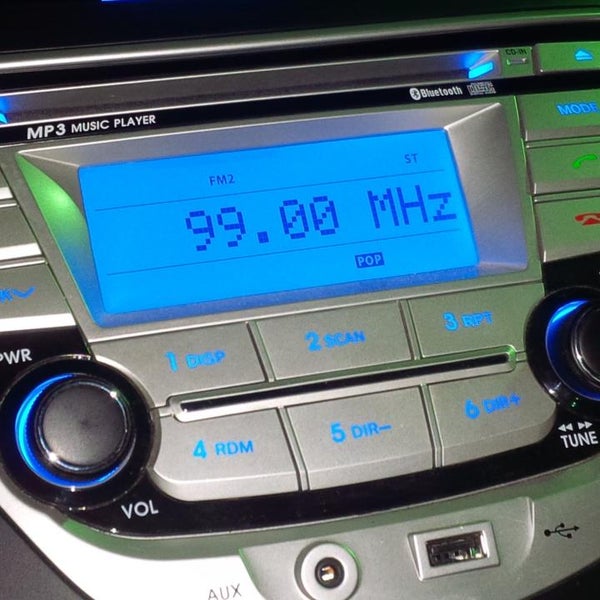 CD-IN
Bluetooth
MP3 MUSIC PLAYER
MODE
FM2 ST
99.00 MHz
POP
1 DISP 2 SCAN 3 RPT
PWR
4 RDM 5 DIR- 6 DIR+
TUNE
VOL
AUX